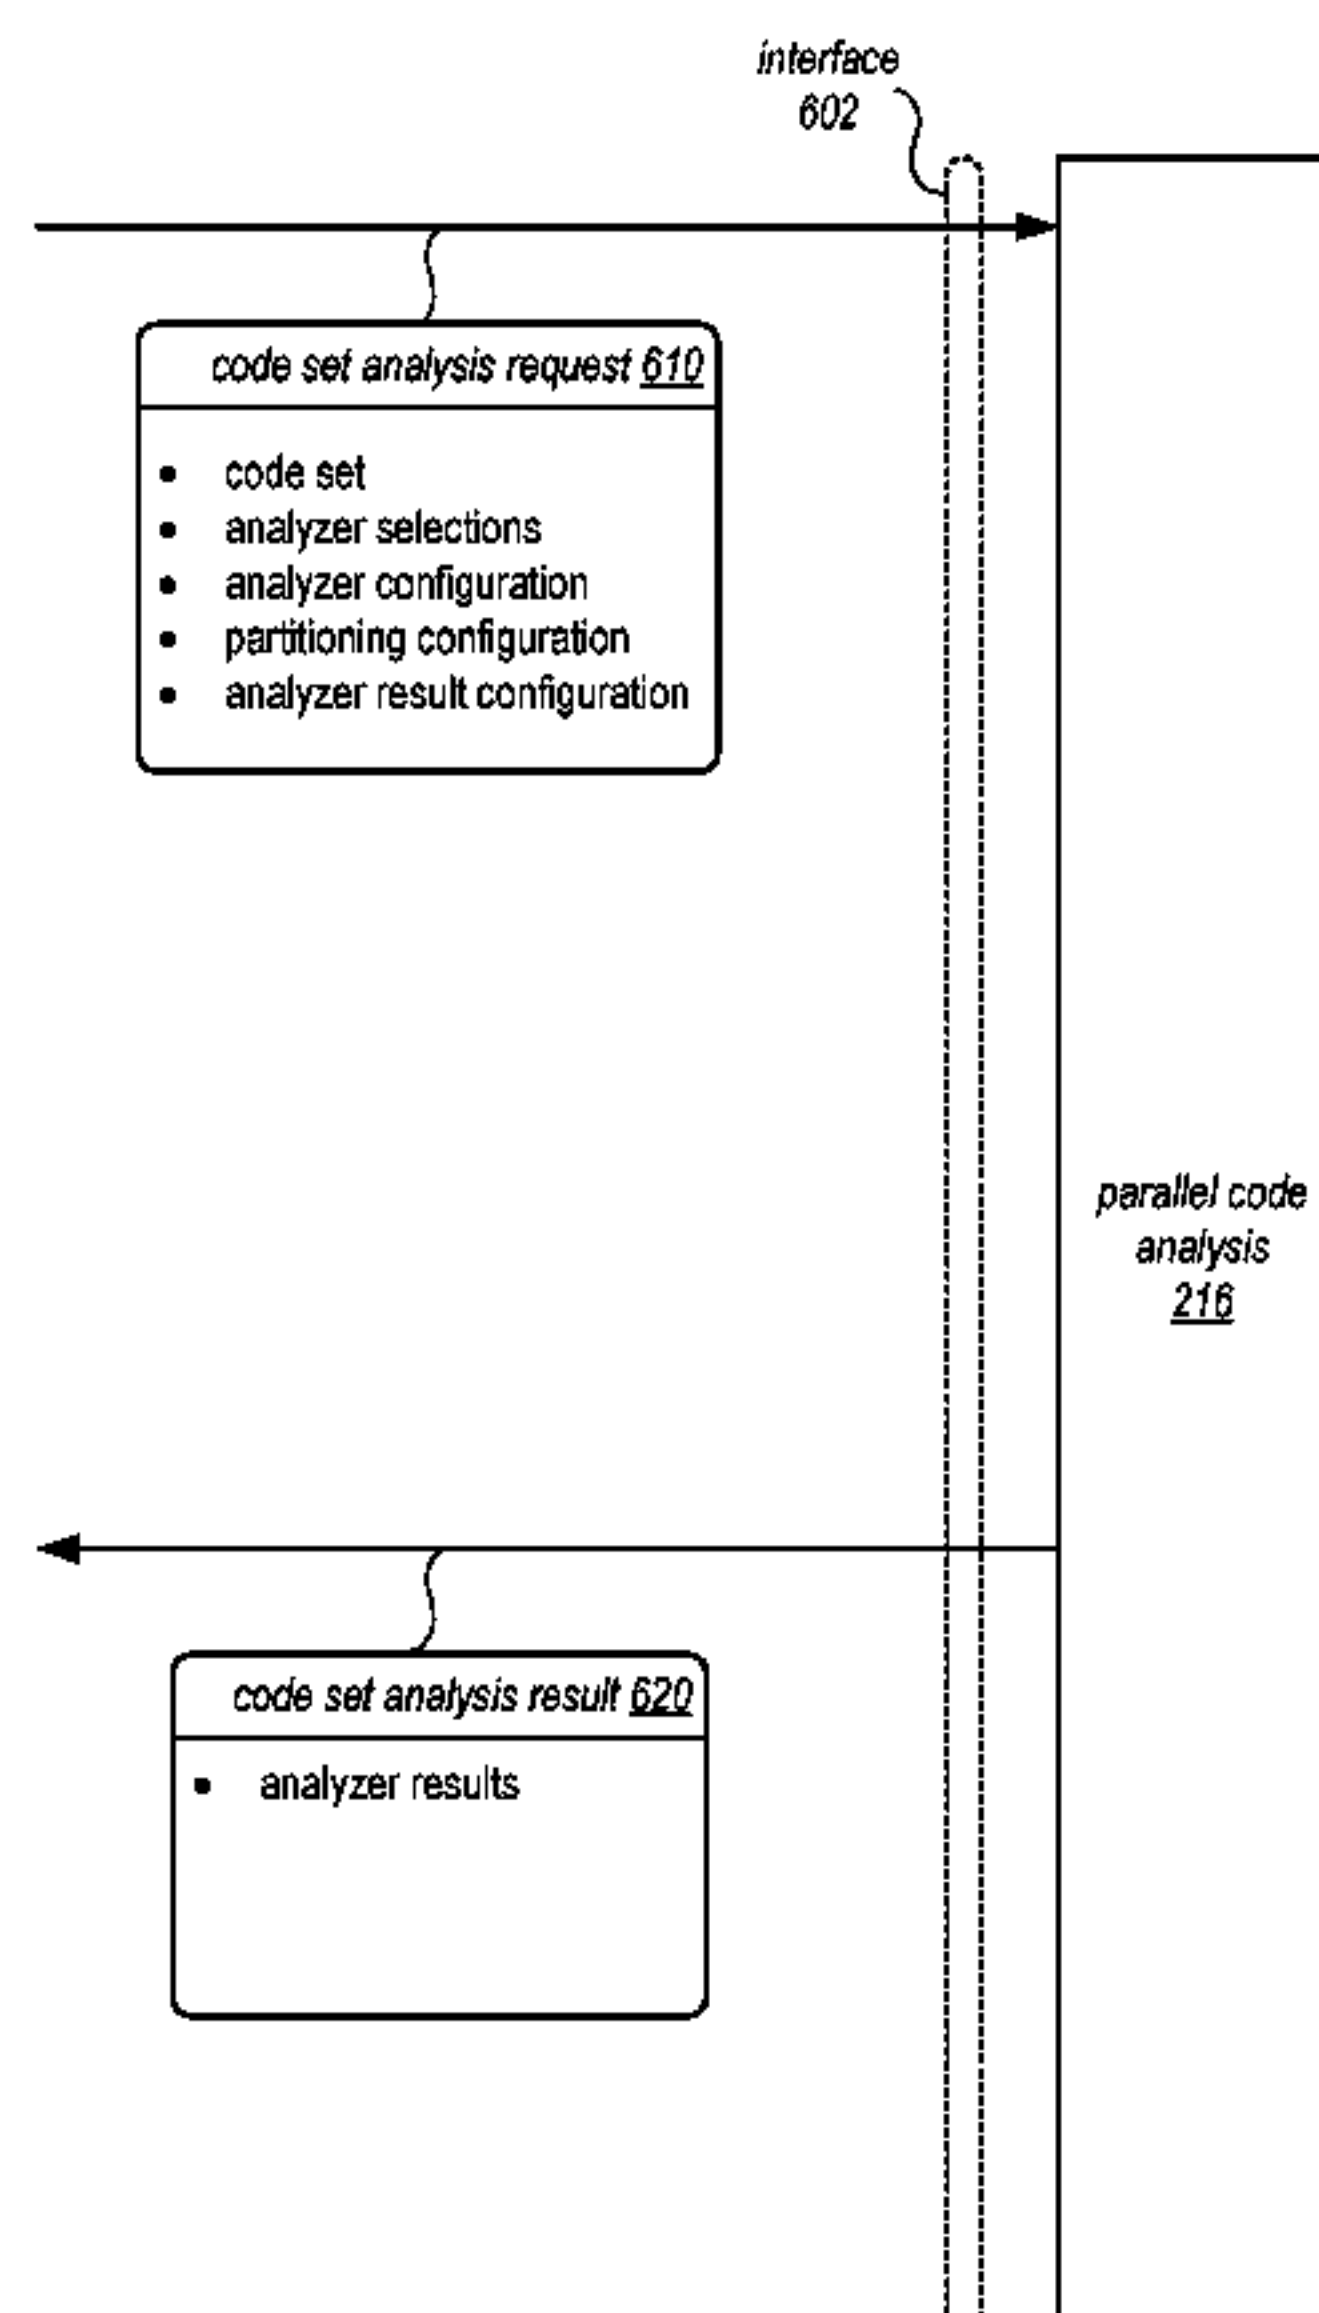 interface
602
code set analysis request 610
• code set
• analyzer selections
• analyzer configuration
• partitioning configuration
• analyzer result configuration
parallel code
analysis
216
code set analysis result 620
• analyzer results